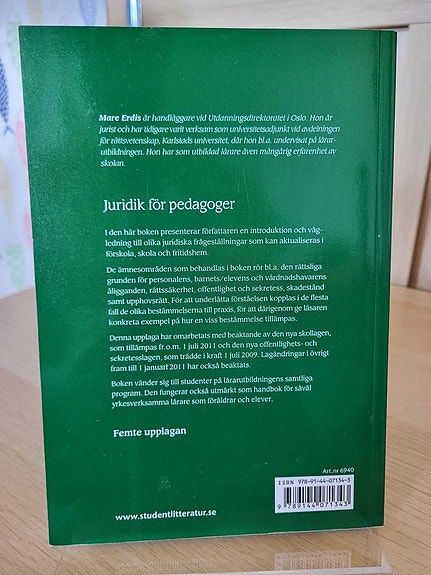 Mare Erdis är handläggare vid Utdanningsdirektoratet i Oslo. Hon är
jurist och har tidigare varit verksam som universitetsadjunkt vid avdelningen
för rättsvetenskap, Karlstads universitet, där hon bl.a. undervisat på lärar-
utbildningen. Hon har som utbildad lärare även mångårig erfarenhet av
skolan.
Juridik för pedagoger
I den här boken presenterar författaren en introduktion och väg-
ledning till olika juridiska frågeställningar som kan aktualiseras i
förskola, skola och fritidshem.
De ämnesområden som behandlas i boken rör bl.a. den rättsliga
grunden för personalens, barnets/elevens och vårdnadshavarens
åligganden, rättssäkerhet, offentlighet och sekretess, skadestånd
samt upphovsrätt. För att underlätta förståelsen kopplas i de flesta
fall de olika bestämmelserna till praxis, för att därigenom ge läsaren
konkreta exempel på hur en viss bestämmelse tillämpas.
Denna upplaga har omarbetats med beaktande av den nya skollagen,
som tillämpas fr.o.m. 1 juli 2011 och den nya offentlighets- och
sekretesslagen, som trädde i kraft 1 juli 2009. Lagändringar i övrigt
fram till 1 januari 2011 har också beaktats.
Boken vänder sig till studenter på lärarutbildningens samtliga
program. Den fungerar också utmärkt som handbok för såväl
yrkesverksamma lärare som föräldrar och elever.
Femte upplagan
Art.nr 6940
ISBN 978-91-44-07134-3
9 789144 071343
www.studentlitteratur.se